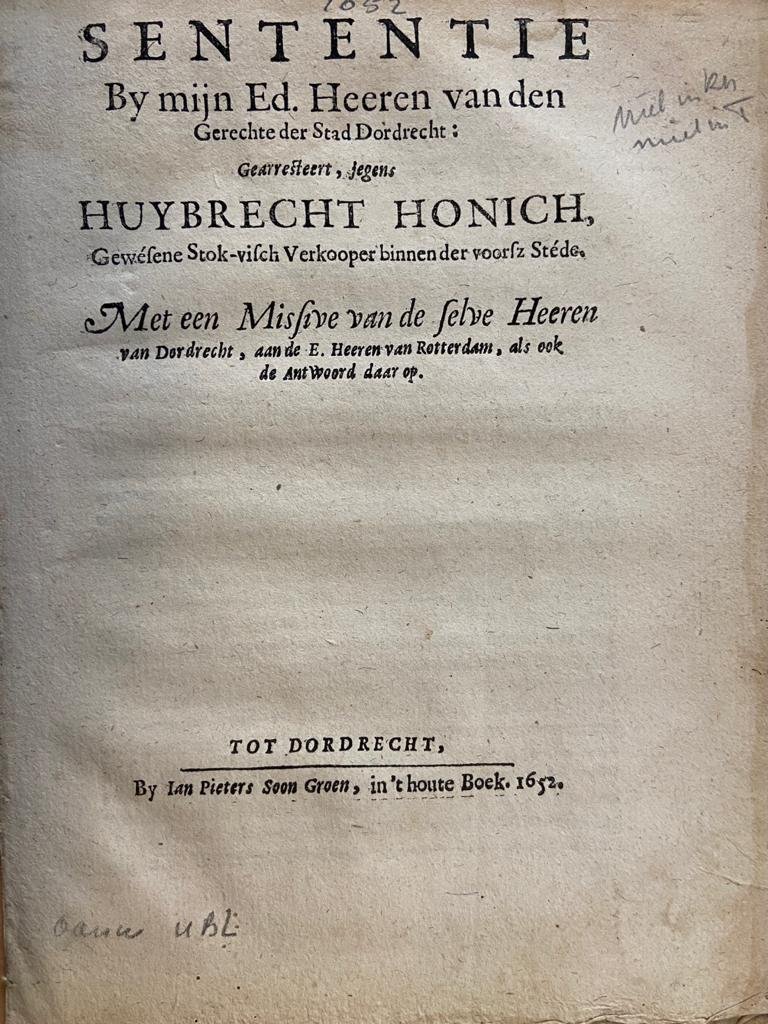 1652
SENTENTIE
By mijn Ed. Heeren van den
Gerechte der Stad Dordrecht:
Gearresteert, Jegens
HUYBRECHT HONICH,
Gewésene Stok-viſch Verkooper binnen der voorſz Stéde.
Met een Miſſive van de ſelve Heeren
van Dordrecht, aan de E. Heeren van Rotterdam, als ook
de Antwoord daar op.
TOT DORDRECHT,
By Ian Pieters Soon Groen, in 't houte Boek. 1652.
UBL